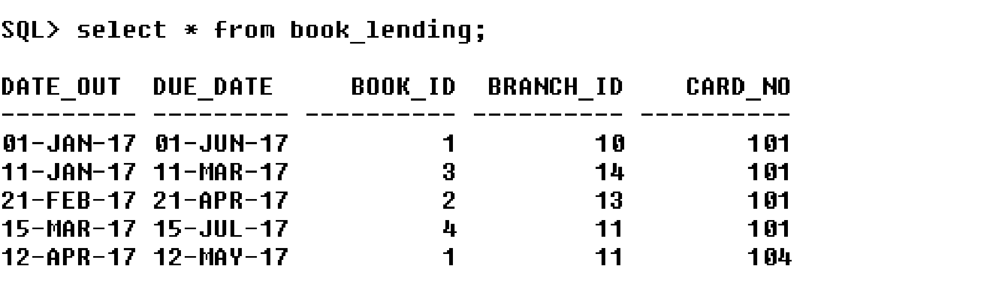 SQL> select * from book_lending;
DATE_OUT  DUE_DATE     BOOK_ID  BRANCH_ID    CARD_NO
--------- --------- ---------- ---------- ----------
01-JAN-17 01-JUN-17          1         10        101
11-JAN-17 11-MAR-17          3         14        101
21-FEB-17 21-APR-17          2         13        101
15-MAR-17 15-JUL-17          4         11        101
12-APR-17 12-MAY-17          1         11        104